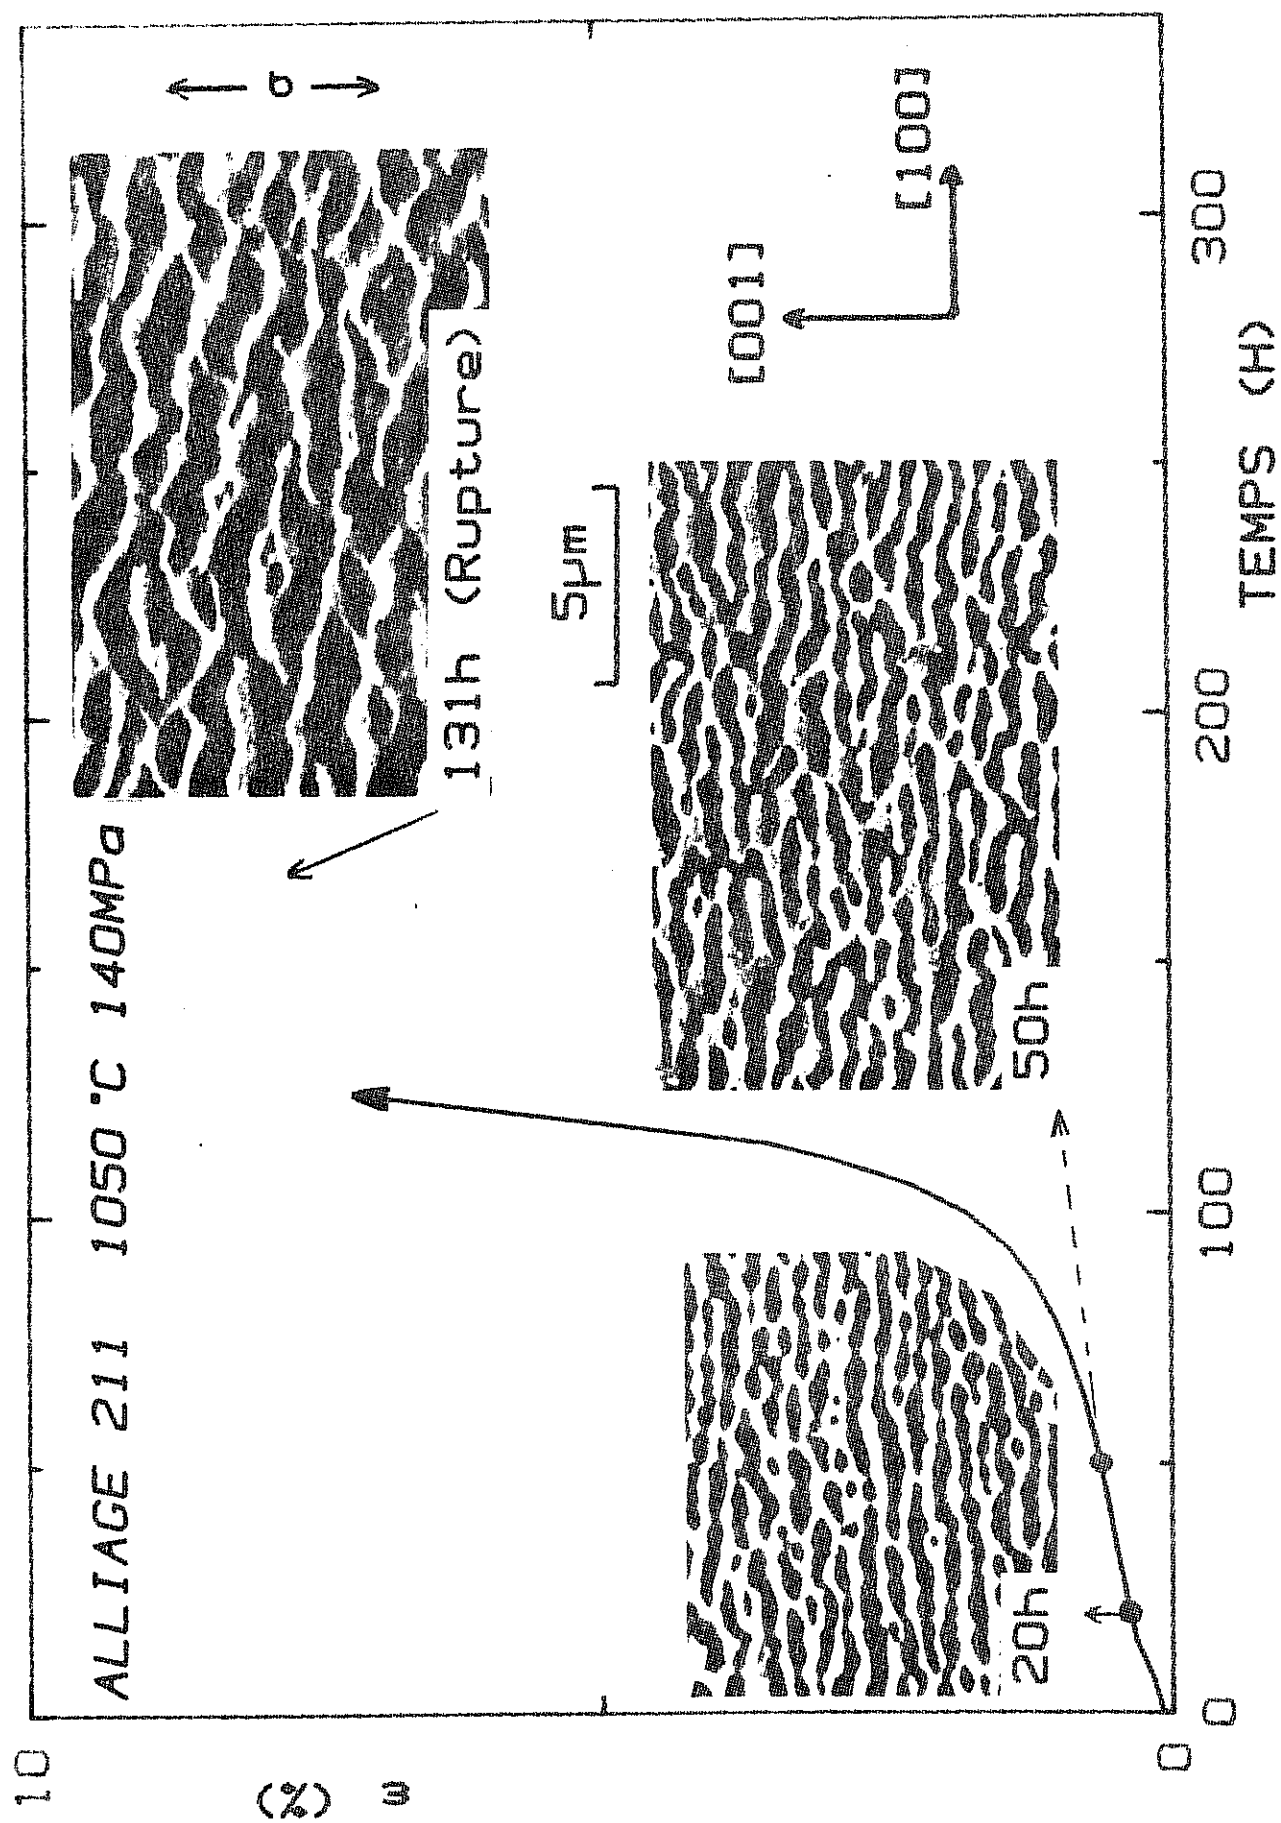 ALLIAGE 211 1050°C 140MPa
σ
131h (Rupture)
5µm
[001]
[100]
20h
50h
10
ε (%)
0
0 100 200 300
TEMPS (H)